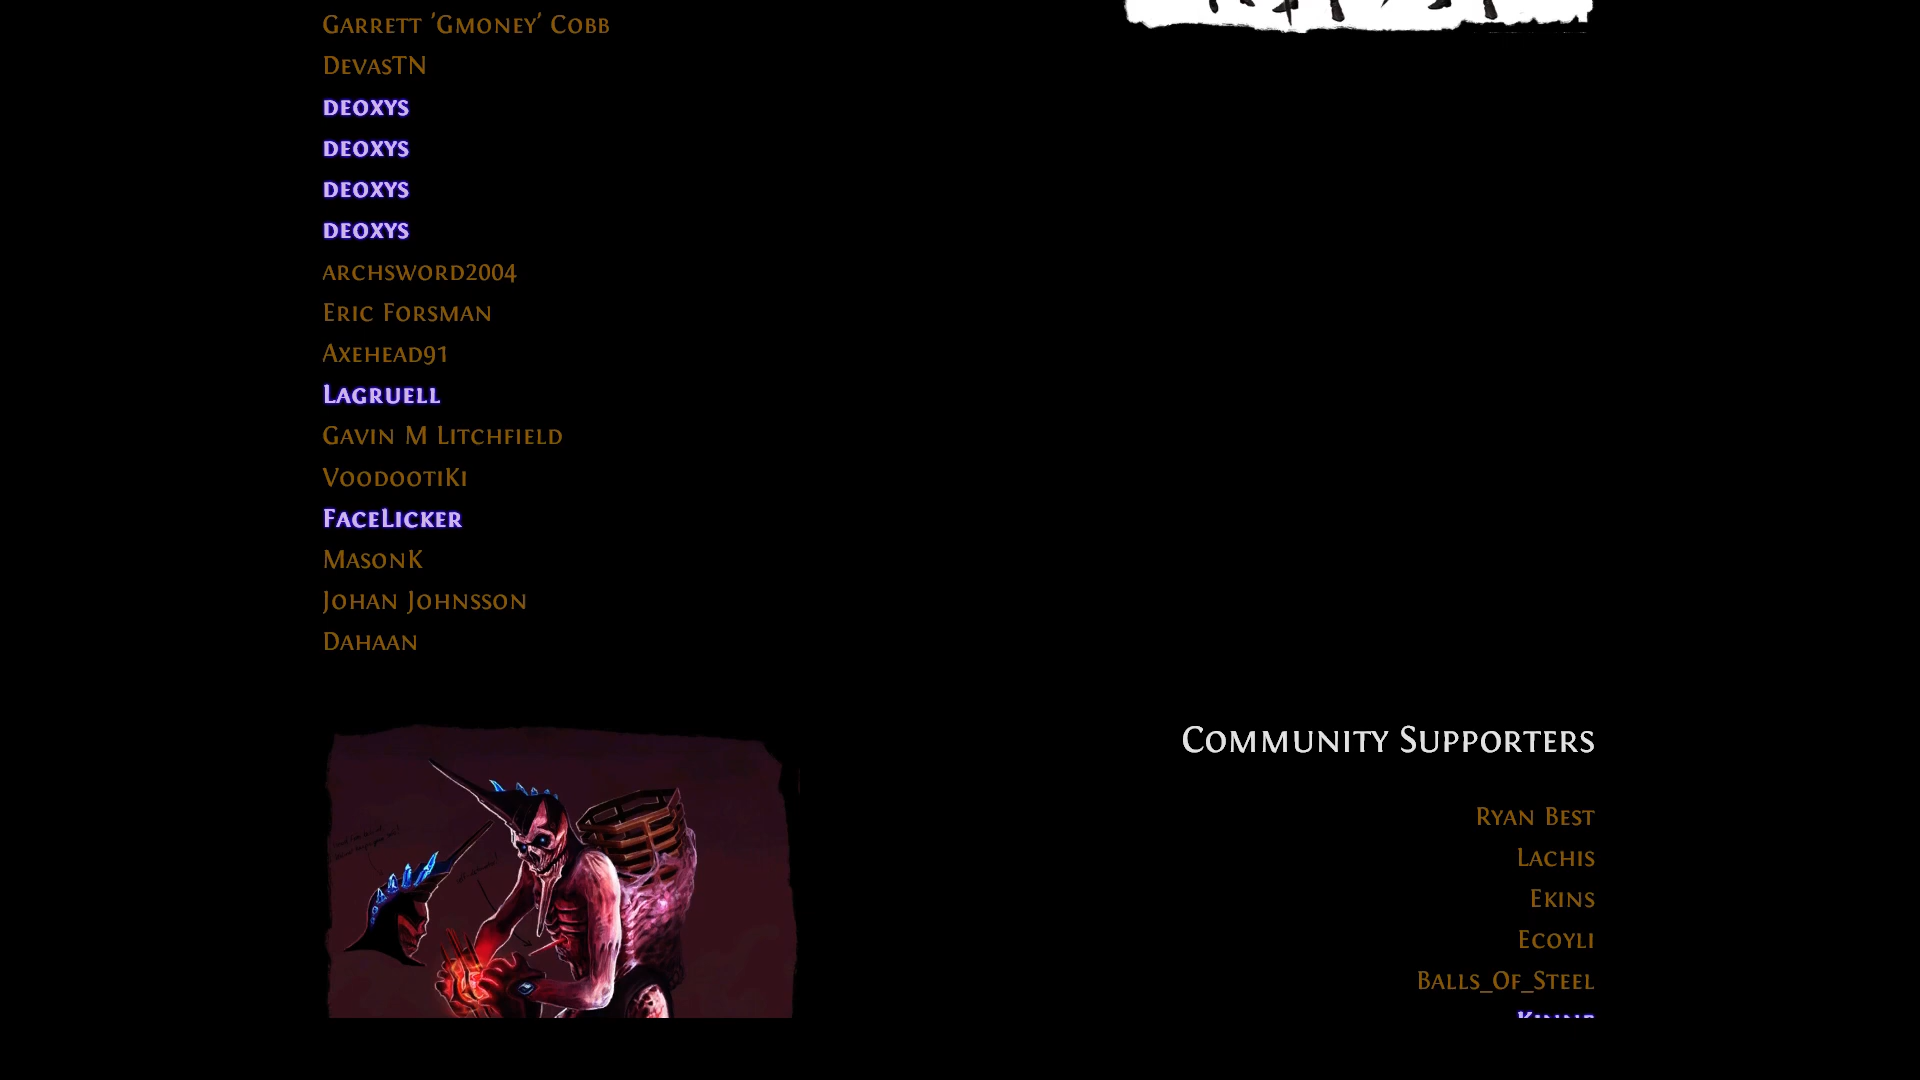 Garrett 'Gmoney' Cobb
DevasTN
deoxys
deoxys
deoxys
deoxys
archsword2004
Eric Forsman
Axehead91
Lagruell
Gavin M Litchfield
VoodootiKi
FaceLicker
MasonK
Johan Johnsson
Dahaan
Community Supporters
Ryan Best
Lachis
Ekins
Ecoyli
Balls_Of_Steel